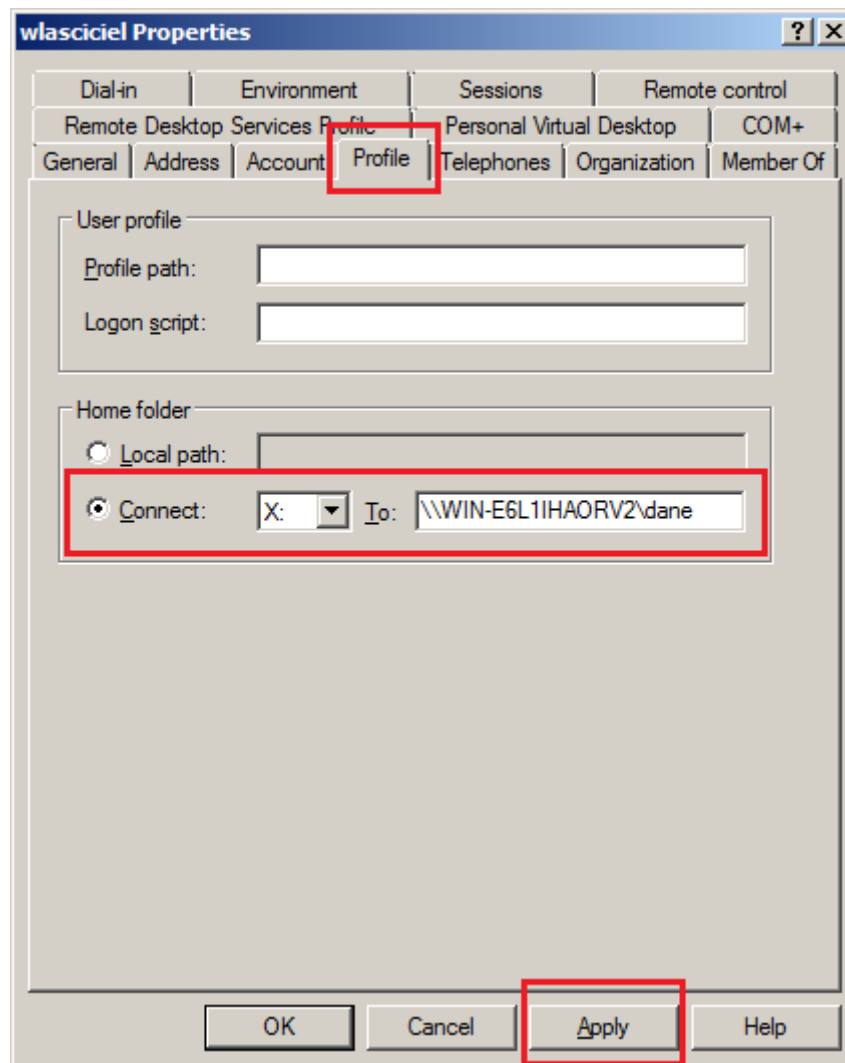 wlasciciel Properties
Dial-in Environment Sessions Remote control
Remote Desktop Services Profile Personal Virtual Desktop COM+
General Address Account Profile Telephones Organization Member Of
User profile
Profile path:
Logon script:
Home folder
Local path:
Connect: X: To: \\WIN-E6L1IHAORV2\dane
OK Cancel Apply Help